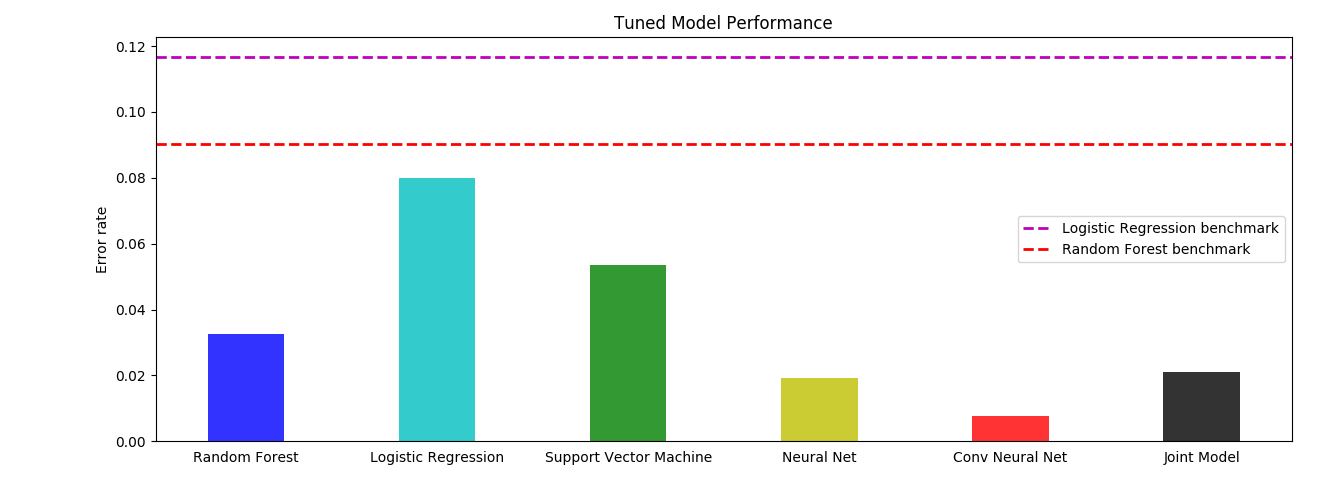 Tuned Model Performance
0.12
0.10
0.08
0.06
0.04
0.02
0.00
Error rate
Logistic Regression benchmark
Random Forest benchmark
Random Forest
Logistic Regression
Support Vector Machine
Neural Net
Conv Neural Net
Joint Model